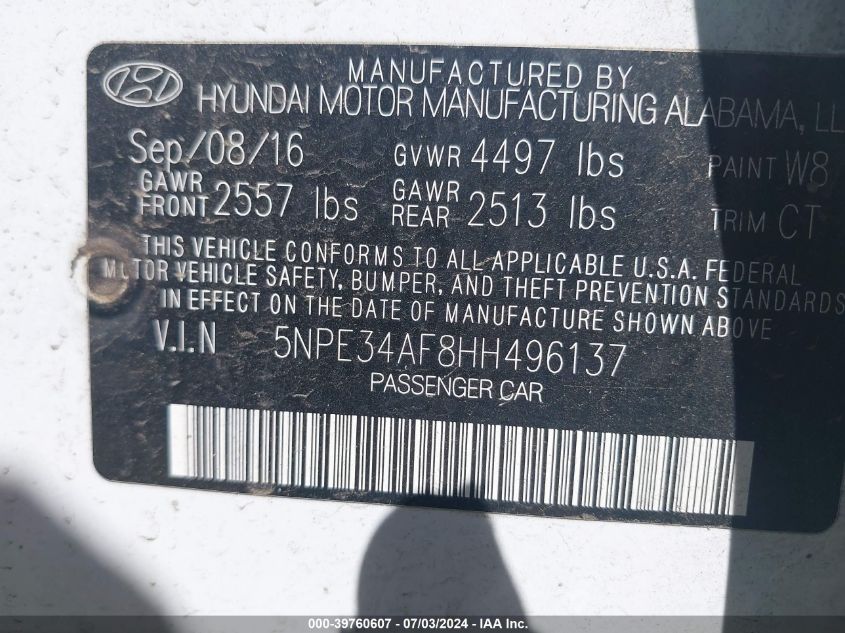 MANUFACTURED BY
HYUNDAI MOTOR MANUFACTURING ALABAMA, LL
Sep/08/16 GVWR 4497 lbs PAINT W8
GAWR FRONT 2557 lbs GAWR REAR 2513 lbs TRIM CT
THIS VEHICLE CONFORMS TO ALL APPLICABLE U.S.A. FEDERAL
MOTOR VEHICLE SAFETY, BUMPER, AND THEFT PREVENTION STANDARDS
IN EFFECT ON THE DATE OF MANUFACTURE SHOWN ABOVE
V.I.N 5NPE34AF8HH496137
PASSENGER CAR
000-39760607 - 07/03/2024 - IAA Inc.